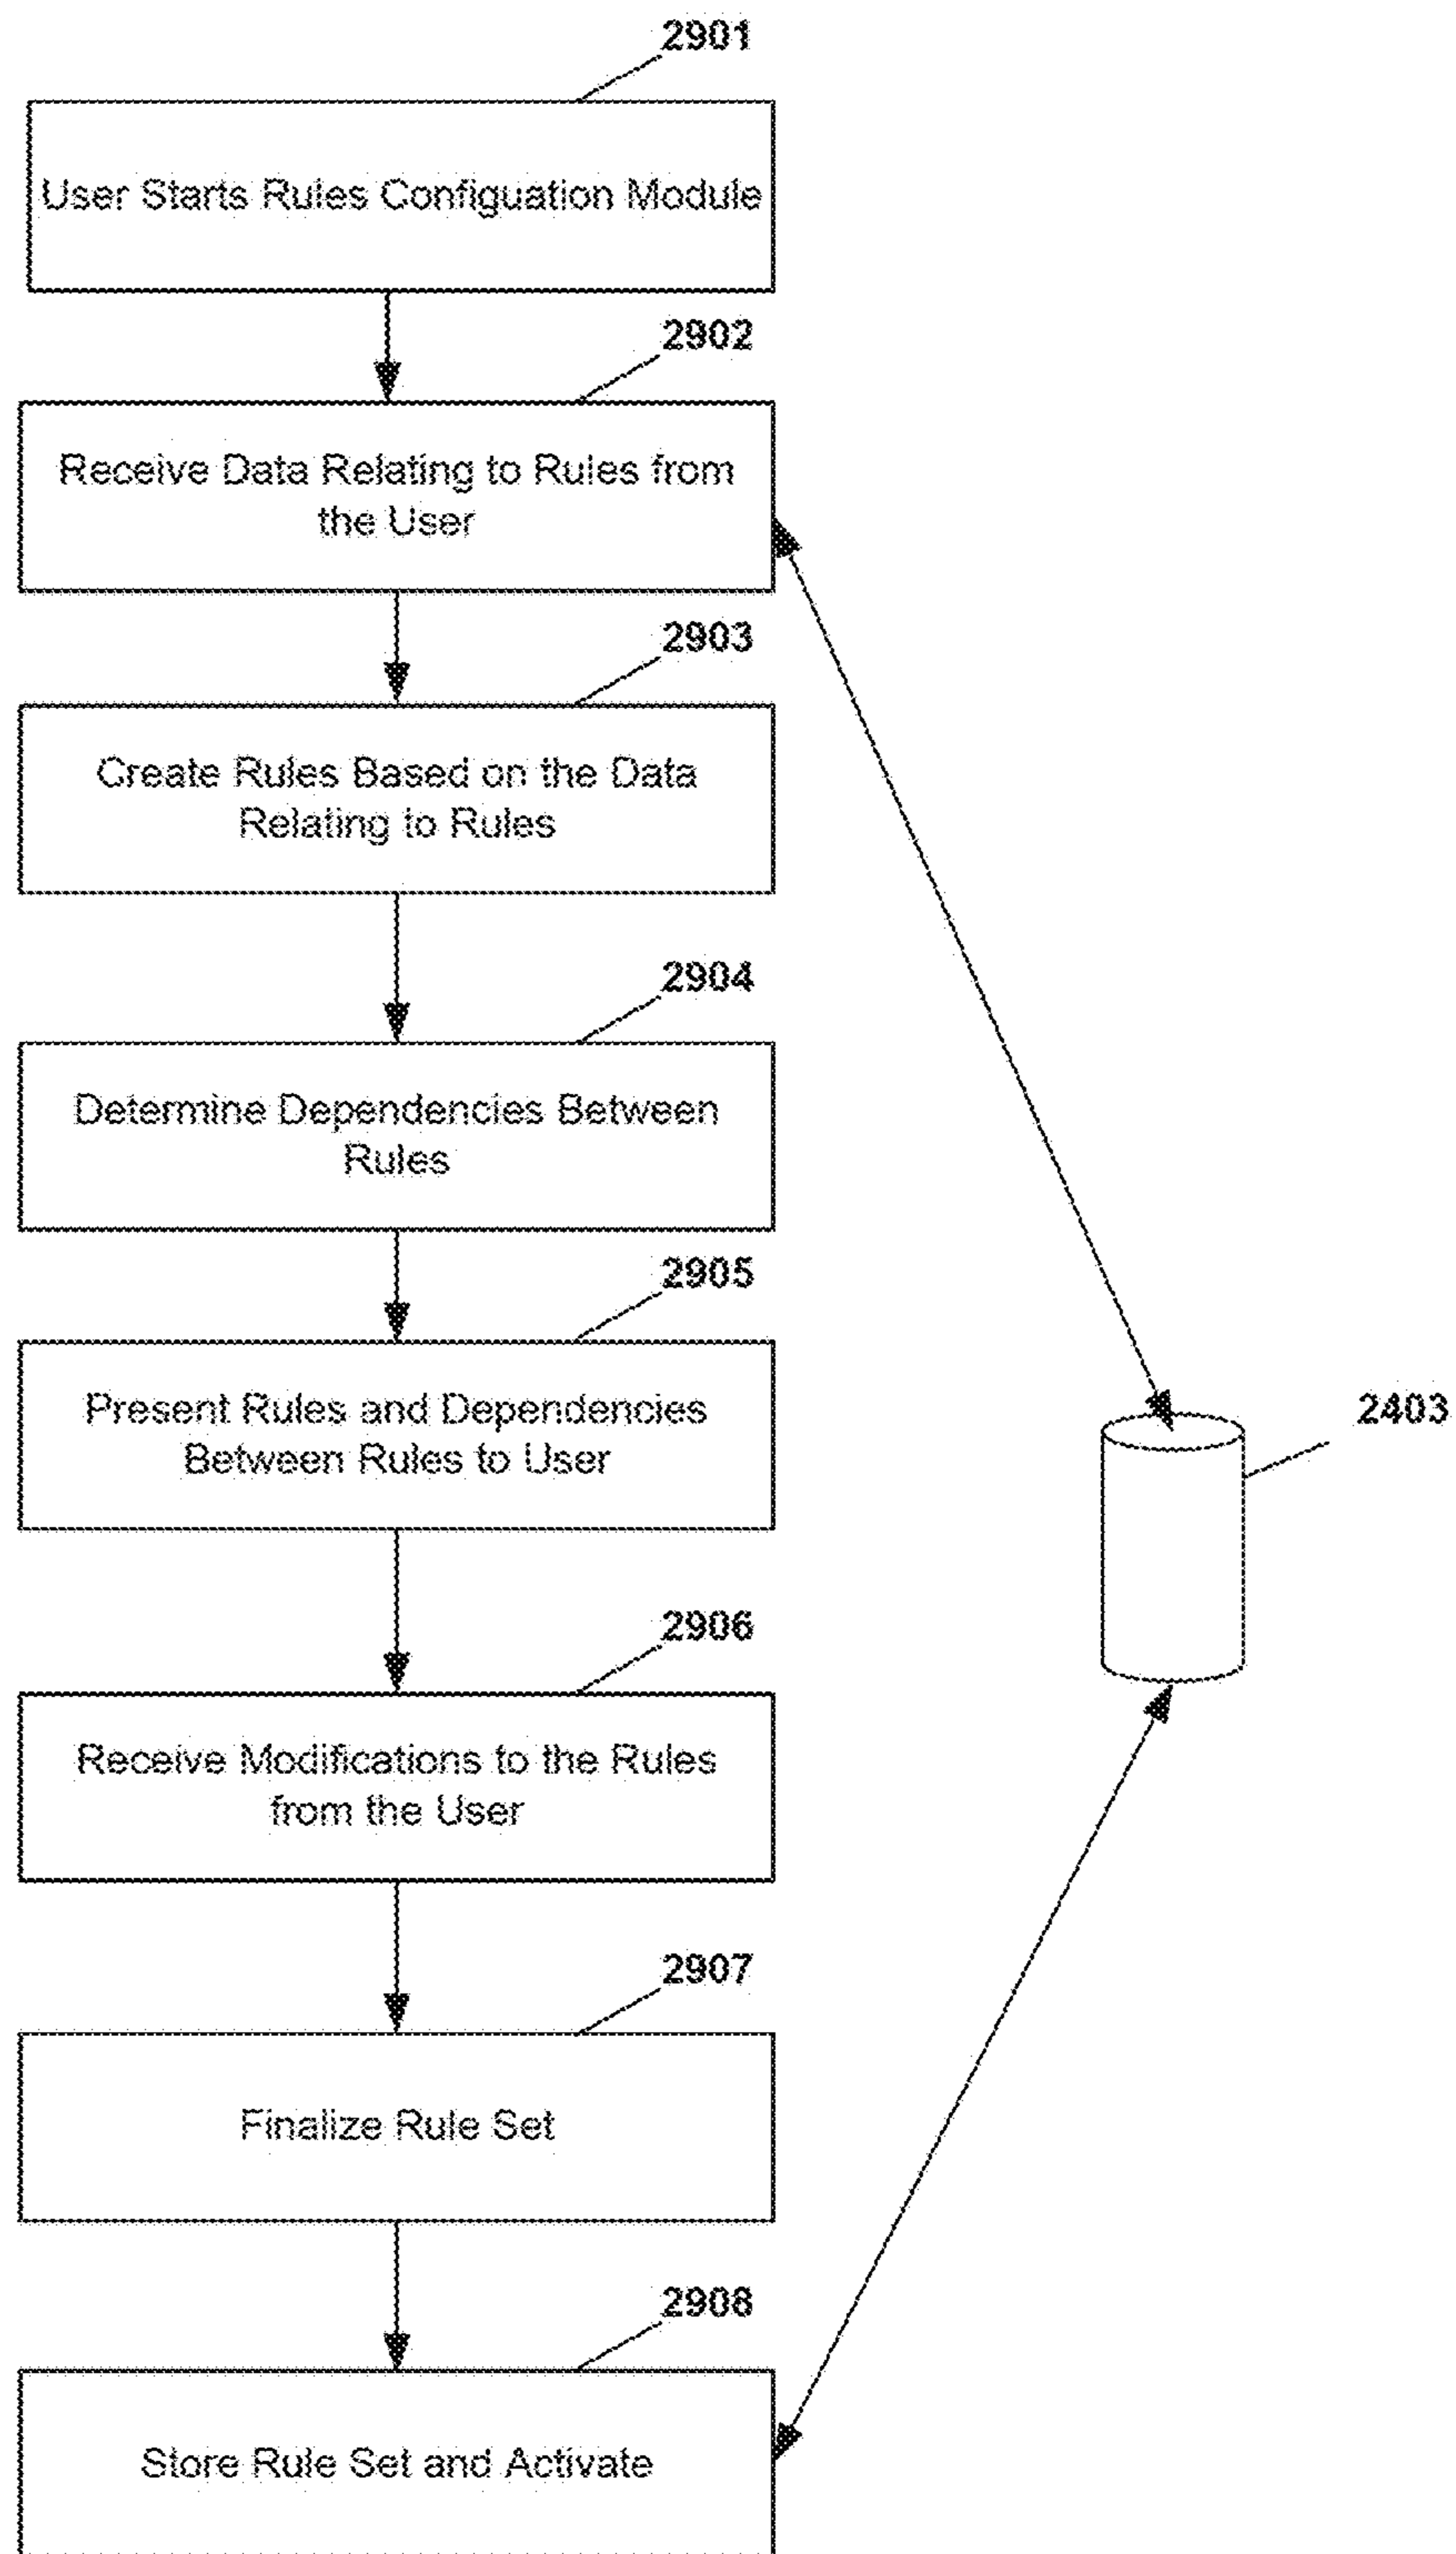 2901
User Starts Rules Configuation Module
2902
Receive Data Relating to Rules from
the User
2903
Create Rules Based on the Data
Relating to Rules
2904
Determine Dependencies Between
Rules
2905
Present Rules and Dependencies
Between Rules to User
2403
2906
Receive Modifications to the Rules
from the User
2907
Finalize Rule Set
2908
Store Rule Set and Activate